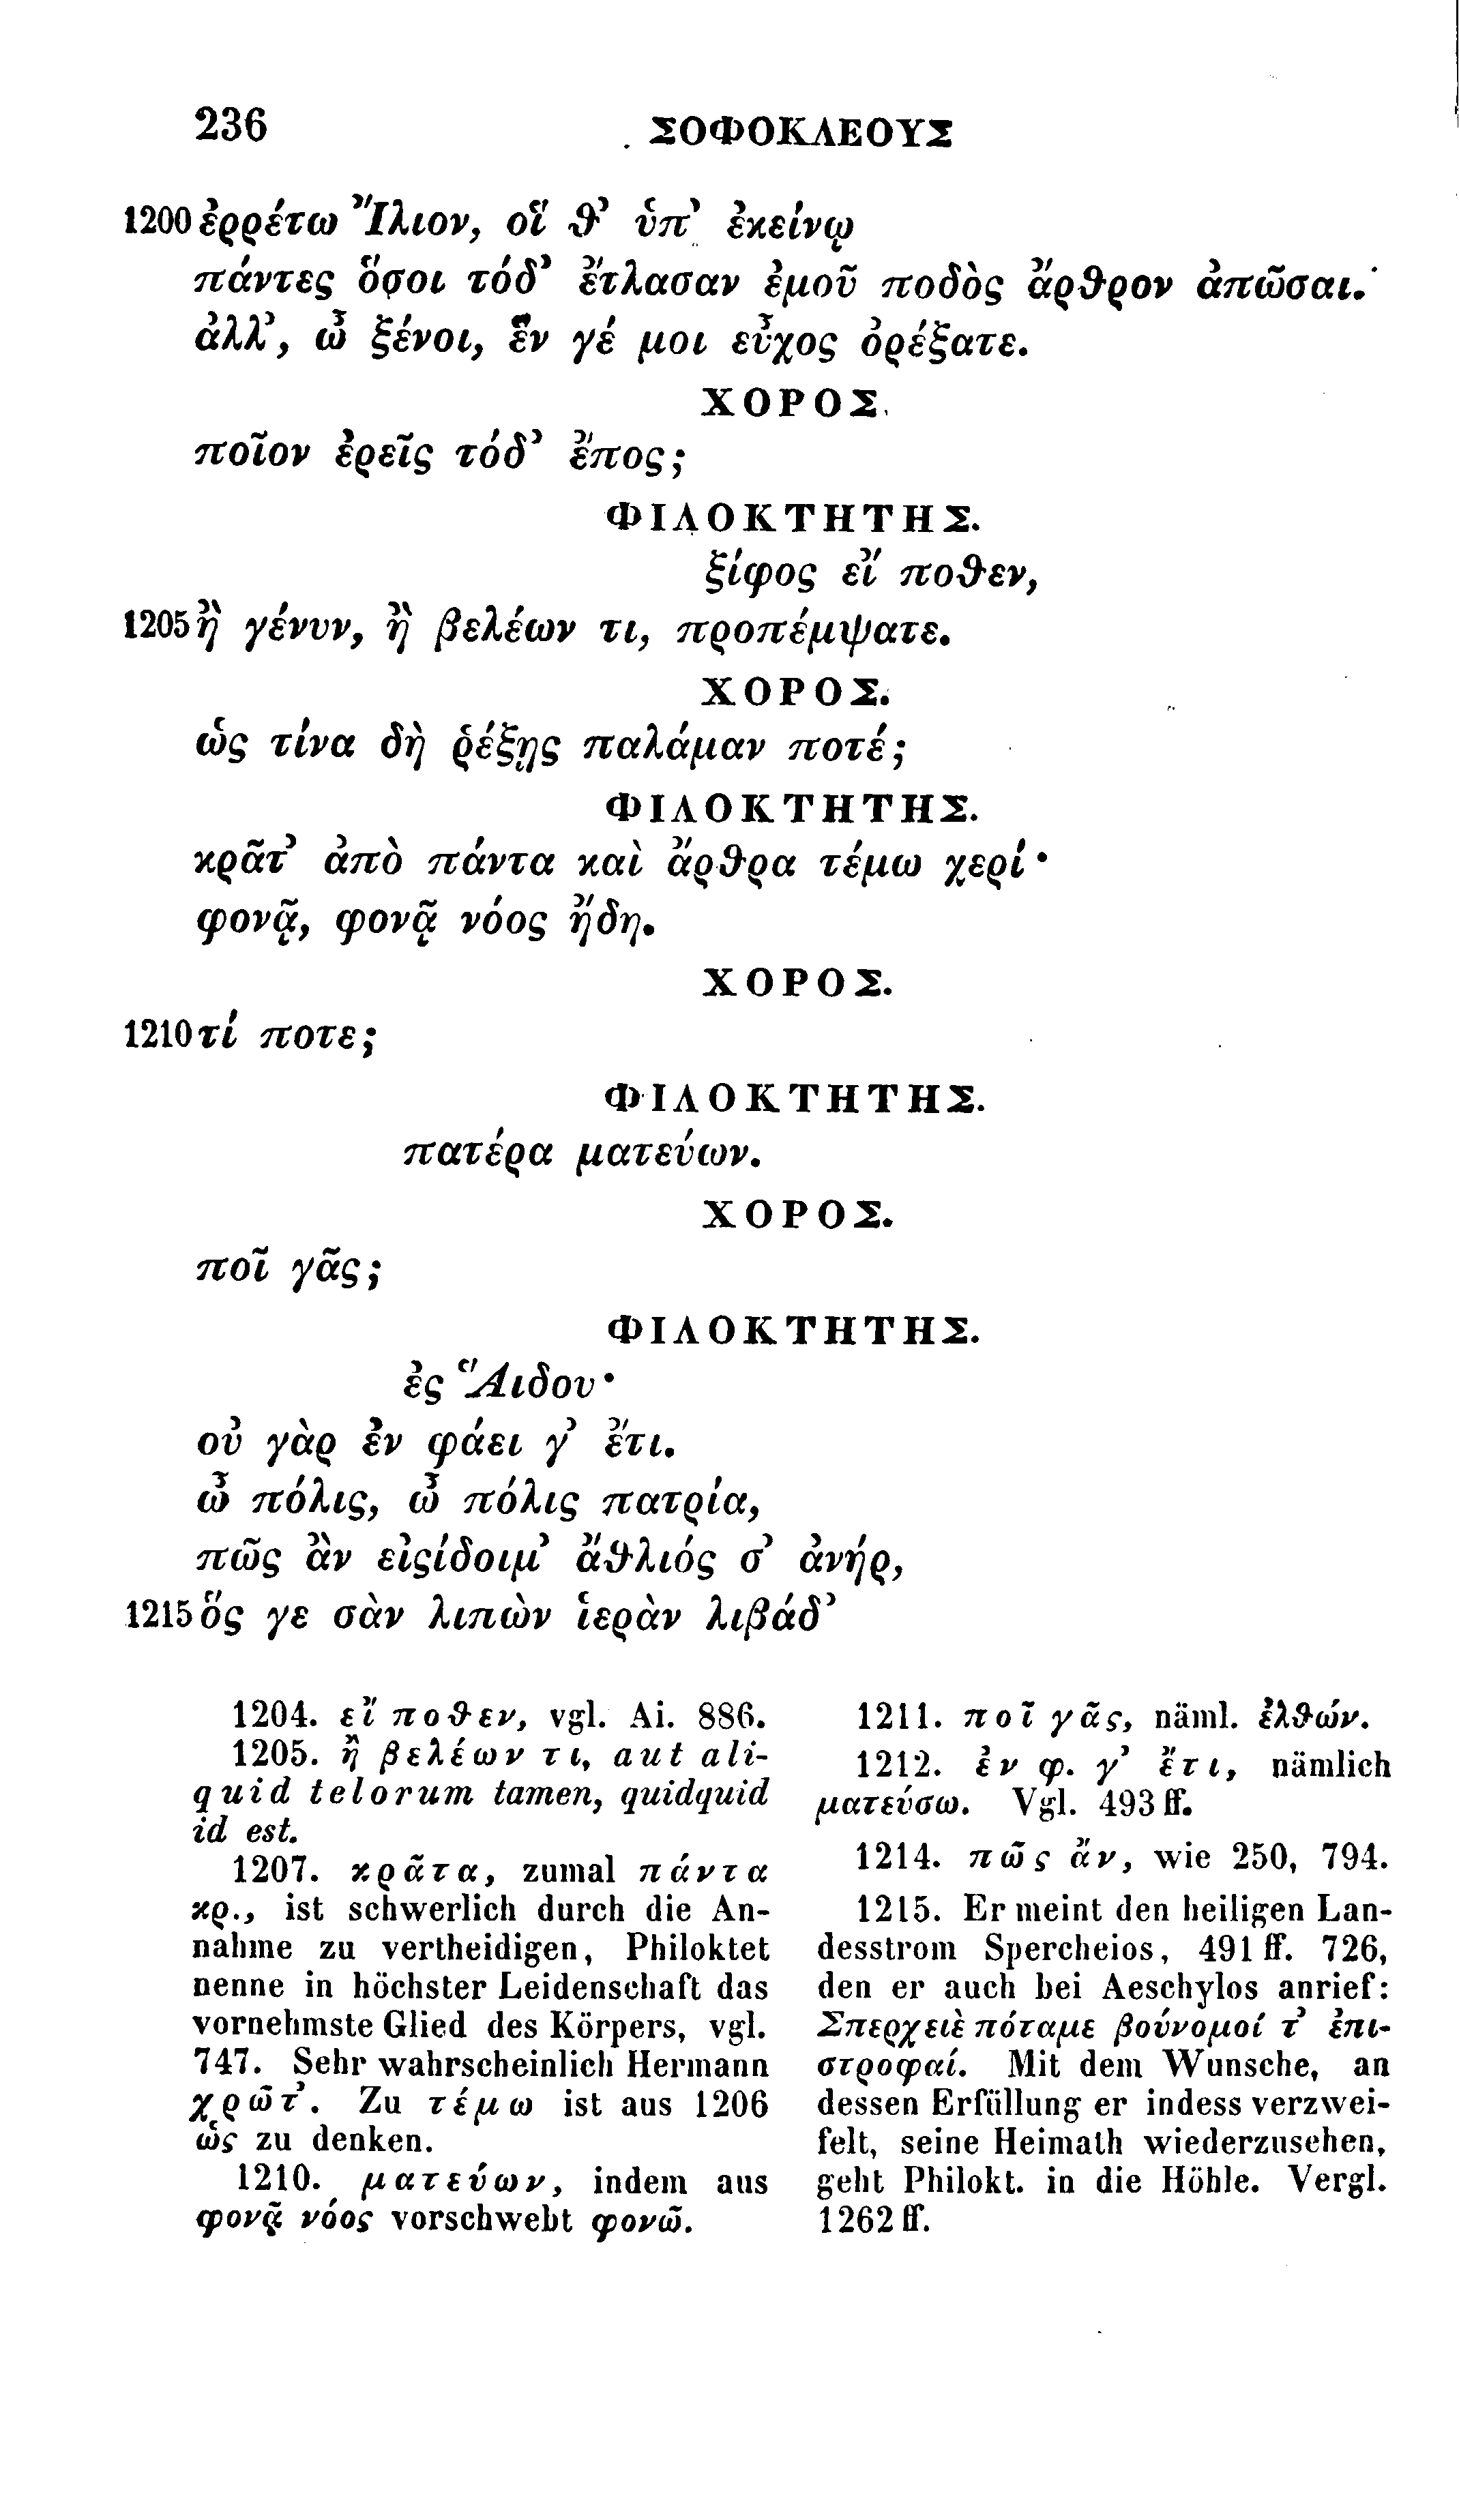 236
ΣΟΦΟΚΛΕΟΥΣ
1200 ἐῤῥέτω Ἴλιον, οἵ θ’ ὑπ’ ἐκείνῳ
πάντες ὅσοι τόδ’ ἔτλασαν ἐμοῦ ποδὸς ἄρθρον ἀπῶσαι.
ἀλλ’, ὦ ξένοι, ἕν γέ μοι εὖχος ὀρέξατε.
ΧΟΡΟΣ.
ποῖον ἐρεῖς τόδ’ ἔπος;
ΦΙΛΟΚΤΗΤΗΣ.
ξίφος εἴ ποθεν,
1205 ἢ γένυν, ἢ βελέων τι, προπέμψατε.
ΧΟΡΟΣ.
ὡς τίνα δὴ ῥέξῃς παλάμαν ποτέ;
ΦΙΛΟΚΤΗΤΗΣ.
κρᾶτ’ ἀπὸ πάντα καὶ ἄρθρα τέμω χερί·
φονᾷ, φονᾷ νόος ἤδη.
ΧΟΡΟΣ.
1210 τί ποτε;
ΦΙΛΟΚΤΗΤΗΣ.
πατέρα ματεύων.
ΧΟΡΟΣ.
ποῖ γᾶς;
ΦΙΛΟΚΤΗΤΗΣ.
ἐς Ἅιδου·
οὐ γὰρ ἐν φάει γ’ ἔτι.
ὦ πόλις, ὦ πόλις πατρία,
πῶς ἂν εἰςίδοιμ’ ἄθλιός σ’ ἀνήρ,
1215 ὅς γε σὰν λιπὼν ἱερὰν λιβάδ’
1204. εἴ ποθεν, vgl. Ai. 886.
1205. ἢ βελέων τι, aut ali-
quid telorum tamen, quidquid
id est.
1207. κρᾶτα, zumal πάντα
κρ., ist schwerlich durch die An-
nahme zu vertheidigen, Philoktet
nenne in höchster Leidenschaft das
vornehmste Glied des Körpers, vgl.
747. Sehr wahrscheinlich Hermann
χρῶτ’. Zu τέμω ist aus 1206
ὡς zu denken.
1210. ματεύων, indem aus
φονᾷ νόος vorschwebt φονῶ.
1211. ποῖ γᾶς, näml. ἐλθών.
1212. ἐν φ. γ’ ἔτι, nämlich
ματεύσω. Vgl. 493 ff.
1214. πῶς ἄν, wie 250, 794.
1215. Er meint den heiligen Lan-
desstrom Spercheios, 491 ff. 726,
den er auch bei Aeschylos anrief:
Σπερχειὲ πόταμε βούνομοί τ’ ἐπι-
στροφαί. Mit dem Wunsche, an
dessen Erfüllung er indess verzwei-
felt, seine Heimath wiederzusehen,
geht Philokt. in die Höhle. Vergl.
1262 ff.